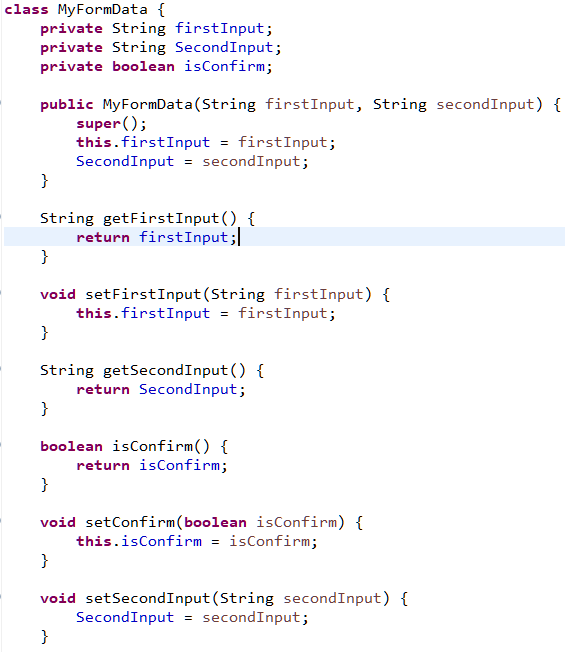 class MyFormData {
    private String firstInput;
    private String SecondInput;
    private boolean isConfirm;

    public MyFormData(String firstInput, String secondInput) {
        super();
        this.firstInput = firstInput;
        SecondInput = secondInput;
    }

    String getFirstInput() {
        return firstInput;
    }

    void setFirstInput(String firstInput) {
        this.firstInput = firstInput;
    }

    String getSecondInput() {
        return SecondInput;
    }

    boolean isConfirm() {
        return isConfirm;
    }

    void setConfirm(boolean isConfirm) {
        this.isConfirm = isConfirm;
    }

    void setSecondInput(String secondInput) {
        SecondInput = secondInput;
    }